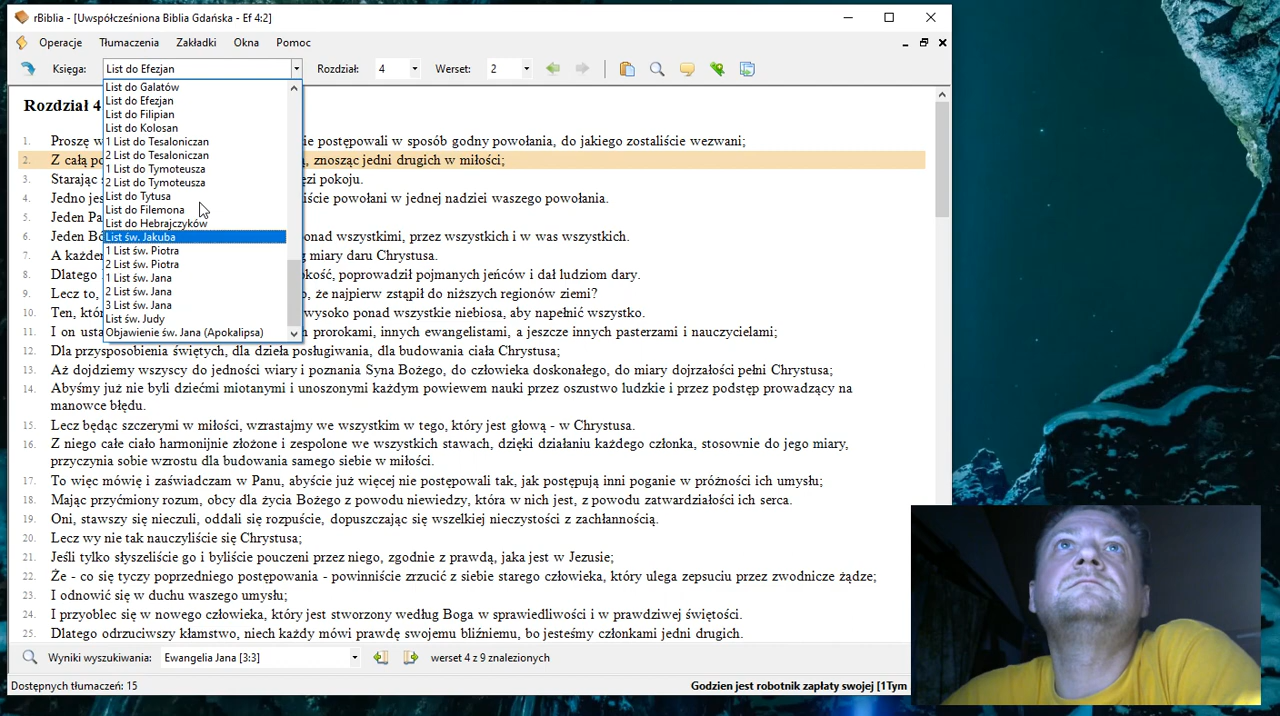 rBiblia - [Uwspółcześniona Biblia Gdańska - Ef 4:2]
Operacje Tłumaczenia Zakładki Okna Pomoc
Księga: List do Efezjan Rozdział: 4 Werset: 2
List do Galatów
List do Efezjan
List do Filipian
List do Kolosan
1 List do Tesaloniczan
2 List do Tesaloniczan
1 List do Tymoteusza
2 List do Tymoteusza
List do Tytusa
List do Filemona
List do Hebrajczyków
List św. Jakuba
1 List św. Piotra
2 List św. Piotra
1 List św. Jana
2 List św. Jana
3 List św. Jana
List św. Judy
Objawienie św. Jana (Apokalipsa)
Rozdział 4
1. Proszę w ie postępowali w sposób godny powołania, do jakiego zostaliście wezwani;
2. Z całą po , znosząc jedni drugich w miłości;
3. Starając ęzi pokoju.
4. Jedno jes iście powołani w jednej nadziei waszego powołania.
5. Jeden Pa
6. Jeden Bó onad wszystkimi, przez wszystkich i w was wszystkich.
7. A każde g miary daru Chrystusa.
8. Dlatego okość, poprowadził pojmanych jeńców i dał ludziom dary.
9. Lecz to, , że najpierw zstąpił do niższych regionów ziemi?
10. Ten, któ wysoko ponad wszystkie niebiosa, aby napełnić wszystko.
11. I on usta prorokami, innych ewangelistami, a jeszcze innych pasterzami i nauczycielami;
12. Dla przysposobienia świętych, dla dzieła posługiwania, dla budowania ciała Chrystusa;
13. Aż dojdziemy wszyscy do jedności wiary i poznania Syna Bożego, do człowieka doskonałego, do miary dojrzałości pełni Chrystusa;
14. Abyśmy już nie byli dziećmi miotanymi i unoszonymi każdym powiewem nauki przez oszustwo ludzkie i przez podstęp prowadzący na
manowce błędu.
15. Lecz będąc szczerymi w miłości, wzrastajmy we wszystkim w tego, który jest głową - w Chrystusa.
16. Z niego całe ciało harmonijnie złożone i zespolone we wszystkich stawach, dzięki działaniu każdego członka, stosownie do jego miary,
przyczynia sobie wzrostu dla budowania samego siebie w miłości.
17. To więc mówię i zaświadczam w Panu, abyście już więcej nie postępowali tak, jak postępują inni poganie w próżności ich umysłu;
18. Mając przyćmiony rozum, obcy dla życia Bożego z powodu niewiedzy, która w nich jest, z powodu zatwardziałości ich serca.
19. Oni, stawszy się nieczuli, oddali się rozpuście, dopuszczając się wszelkiej nieczystości z zachłannością.
20. Lecz wy nie tak nauczyliście się Chrystusa;
21. Jeśli tylko słyszeliście go i byliście pouczeni przez niego, zgodnie z prawdą, jaka jest w Jezusie;
22. Że - co się tyczy poprzedniego postępowania - powinniście zrzucić z siebie starego człowieka, który ulega zepsuciu przez zwodnicze żądze;
23. I odnowić się w duchu waszego umysłu;
24. I przyoblec się w nowego człowieka, który jest stworzony według Boga w sprawiedliwości i w prawdziwej świętości.
25. Dlatego odrzuciwszy kłamstwo, niech każdy mówi prawdę swojemu bliźniemu, bo jesteśmy członkami jedni drugich.
Wyniki wyszukiwania: Ewangelia Jana [3:3] werset 4 z 9 znalezionych
Dostępnych tłumaczeń: 15 Godzien jest robotnik zapłaty swojej [1Tym